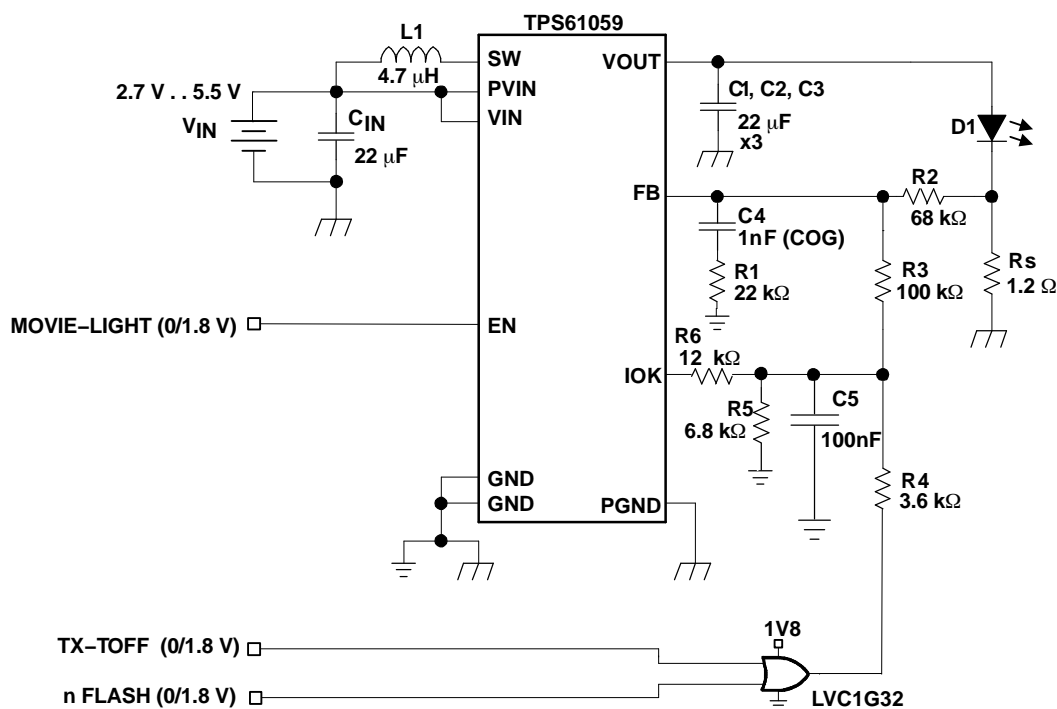 TPS61059
L1
4.7 μH
SW
PVIN
VIN
VOUT
2.7 V . . 5.5 V
VIN
CIN
22 μF
C1, C2, C3
22 μF
x3
D1
FB
R2
68 kΩ
C4
1nF (COG)
R1
22 kΩ
R3
100 kΩ
Rs
1.2 Ω
MOVIE–LIGHT (0/1.8 V)
EN
R6
12 kΩ
IOK
R5
6.8 kΩ
C5
100nF
GND
GND
PGND
R4
3.6 kΩ
1V8
TX–TOFF (0/1.8 V)
n FLASH (0/1.8 V)
LVC1G32